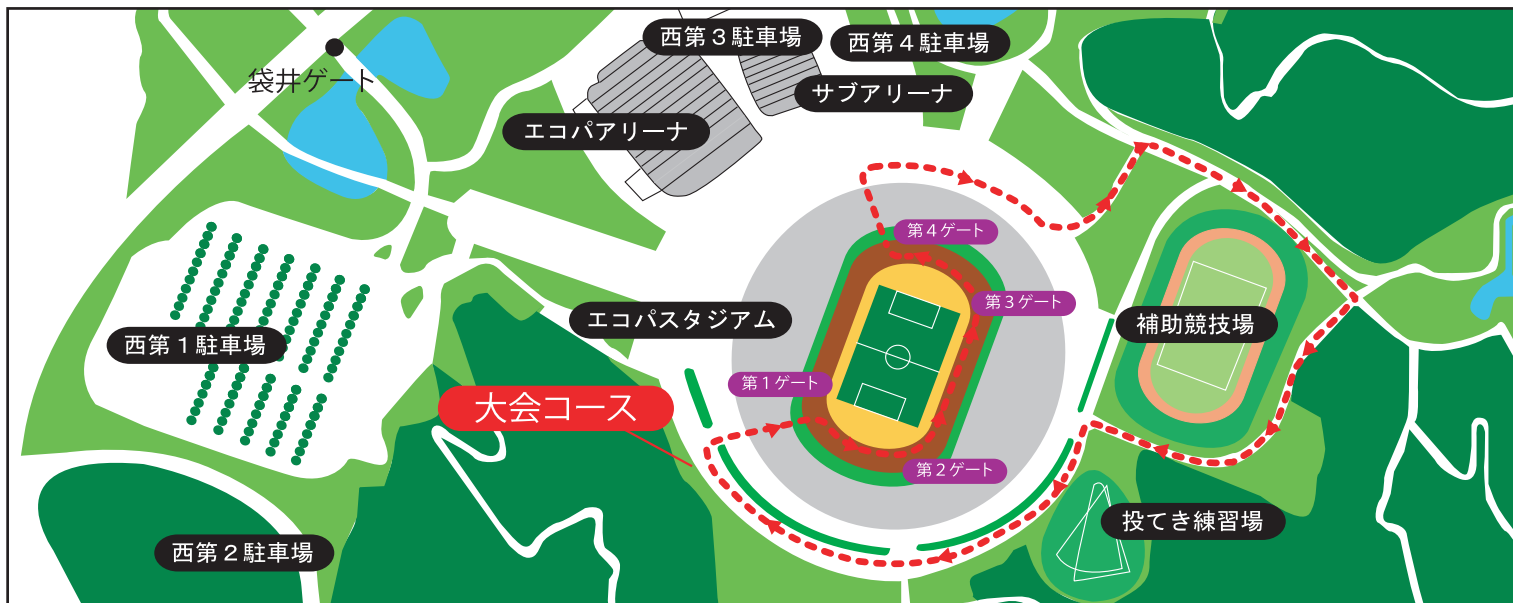 西第３駐車場
西第４駐車場
袋井ゲート
サブアリーナ
エコパアリーナ
第４ゲート
第３ゲート
エコパスタジアム
補助競技場
西第１駐車場
第１ゲート
大会コース
第２ゲート
投てき練習場
西第２駐車場